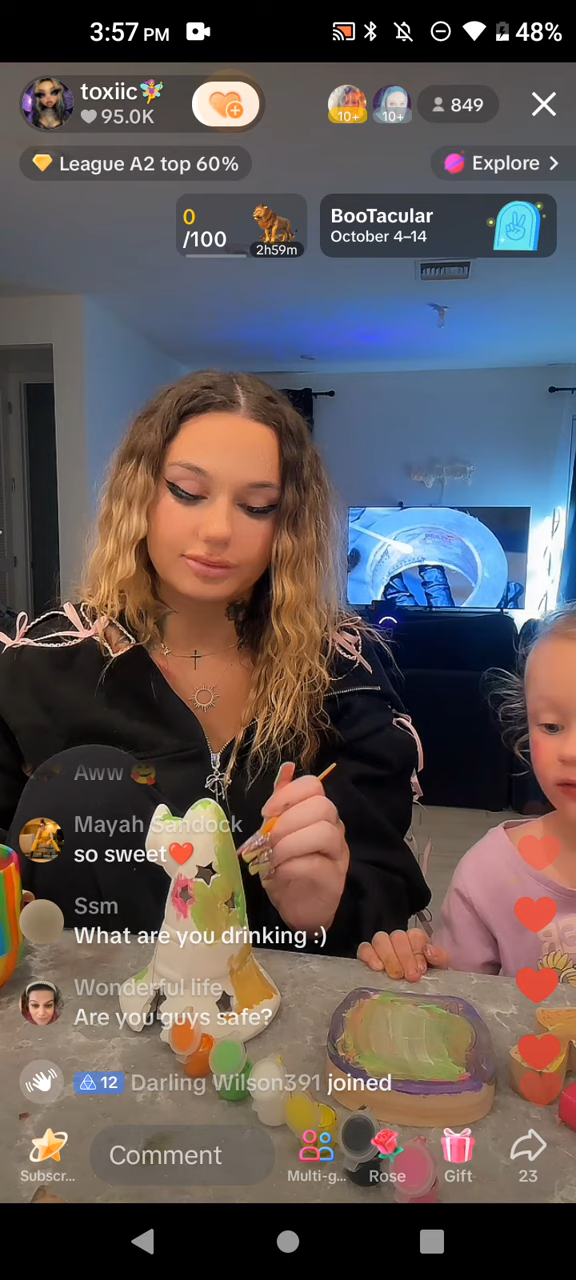 3:57 PM
48%
toxiic🧚
95.0K
10+
10+
849
League A2 top 60%
Explore >
0
/100
2h59m
BooTacular
October 4–14
Aww 🥰
Mayah Sandock
so sweet❤️
Ssm
What are you drinking :)
Wonderful life
Are you guys safe?
12 Darling Wilson391 joined
Comment
Subscr...
Multi-g...
Rose
Gift
23